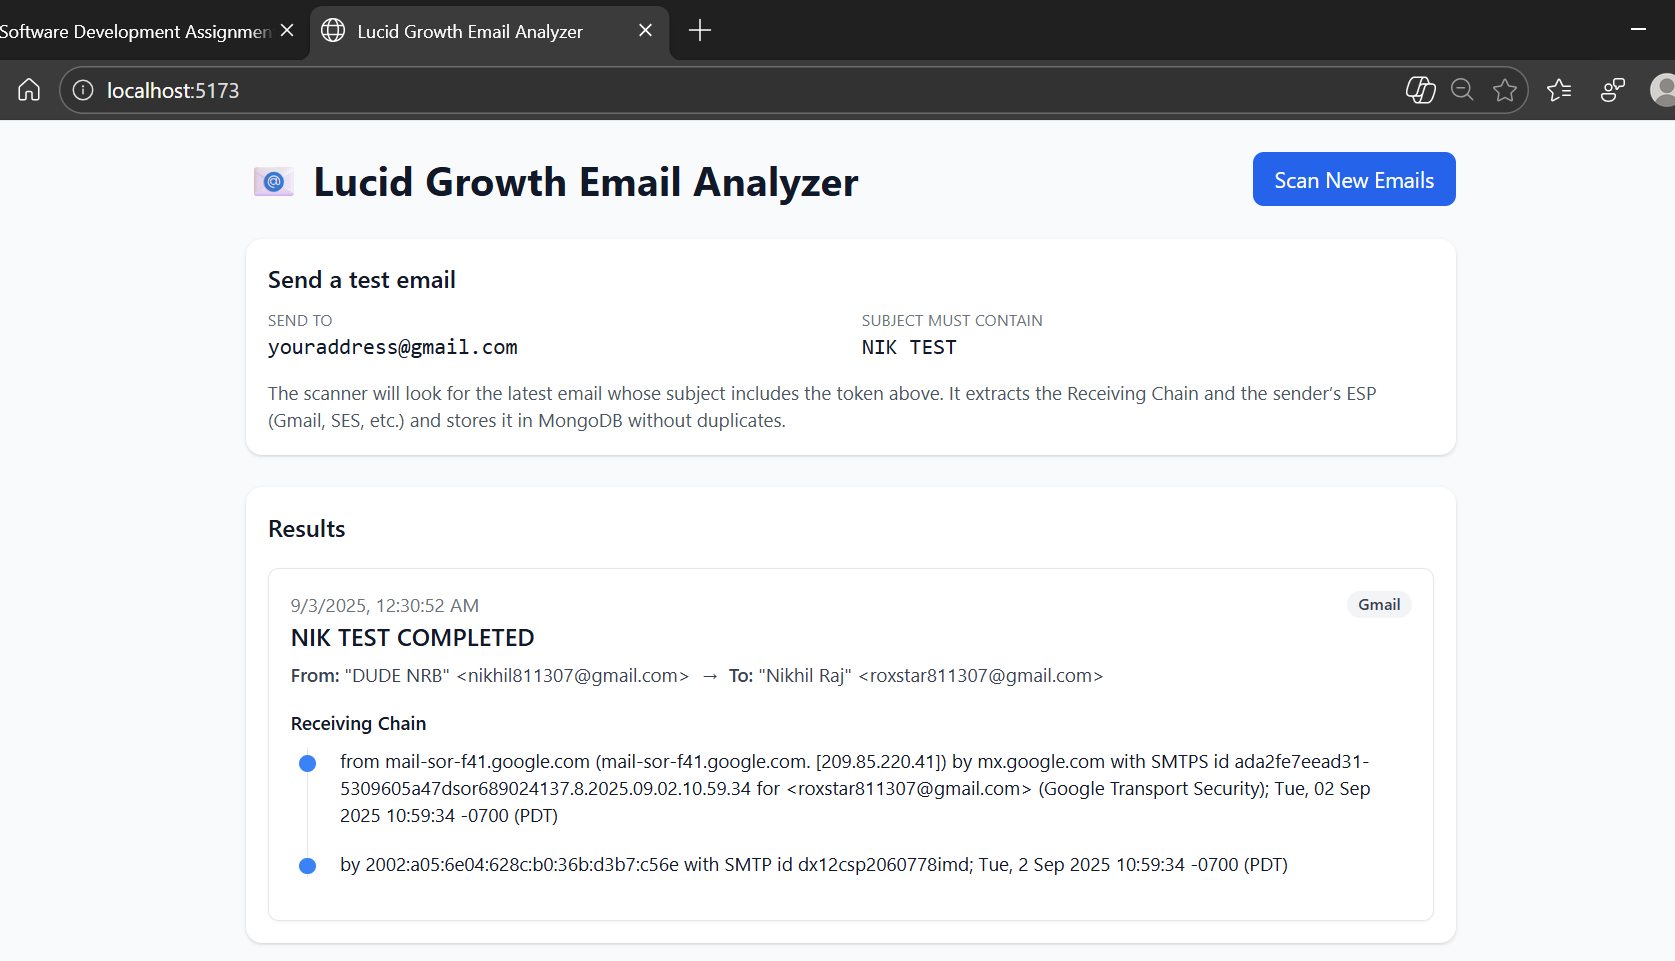 Software Development Assignmen
Lucid Growth Email Analyzer
localhost:5173
Lucid Growth Email Analyzer
Scan New Emails
Send a test email
SEND TO
SUBJECT MUST CONTAIN
youraddress@gmail.com
NIK TEST
The scanner will look for the latest email whose subject includes the token above. It extracts the Receiving Chain and the sender’s ESP
(Gmail, SES, etc.) and stores it in MongoDB without duplicates.
Results
9/3/2025, 12:30:52 AM
Gmail
NIK TEST COMPLETED
From: "DUDE NRB" <nikhil811307@gmail.com> → To: "Nikhil Raj" <roxstar811307@gmail.com>
Receiving Chain
from mail-sor-f41.google.com (mail-sor-f41.google.com. [209.85.220.41]) by mx.google.com with SMTPS id ada2fe7eead31-
5309605a47dsor689024137.8.2025.09.02.10.59.34 for <roxstar811307@gmail.com> (Google Transport Security); Tue, 02 Sep
2025 10:59:34 -0700 (PDT)
by 2002:a05:6e04:628c:b0:36b:d3b7:c56e with SMTP id dx12csp2060778imd; Tue, 2 Sep 2025 10:59:34 -0700 (PDT)